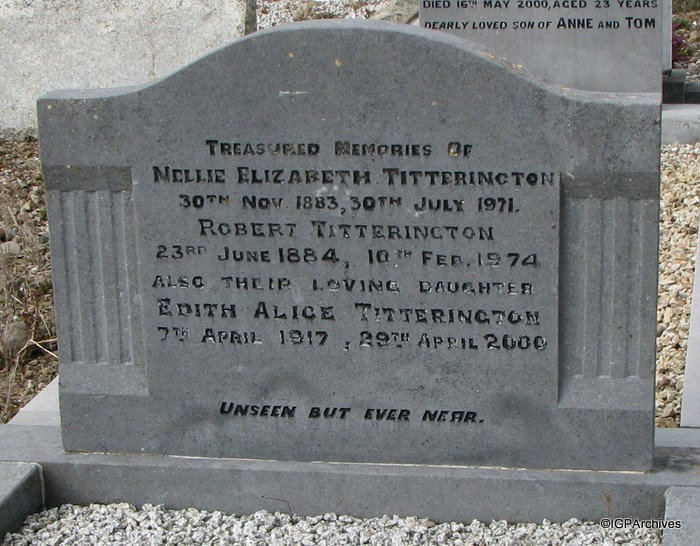 DIED 16TH MAY 2000, AGED 23 YEARS
DEARLY LOVED SON OF ANNE AND TOM
TREASURED MEMORIES OF
NELLIE ELIZABETH TITTERINGTON
30TH NOV. 1883, 30TH JULY 1971.
ROBERT TITTERINGTON
23RD JUNE 1884, 10TH FEB. 1974
ALSO THEIR LOVING DAUGHTER
EDITH ALICE TITTERINGTON
7TH APRIL 1917, 29TH APRIL 2000
UNSEEN BUT EVER NEAR.
©IGPArchives